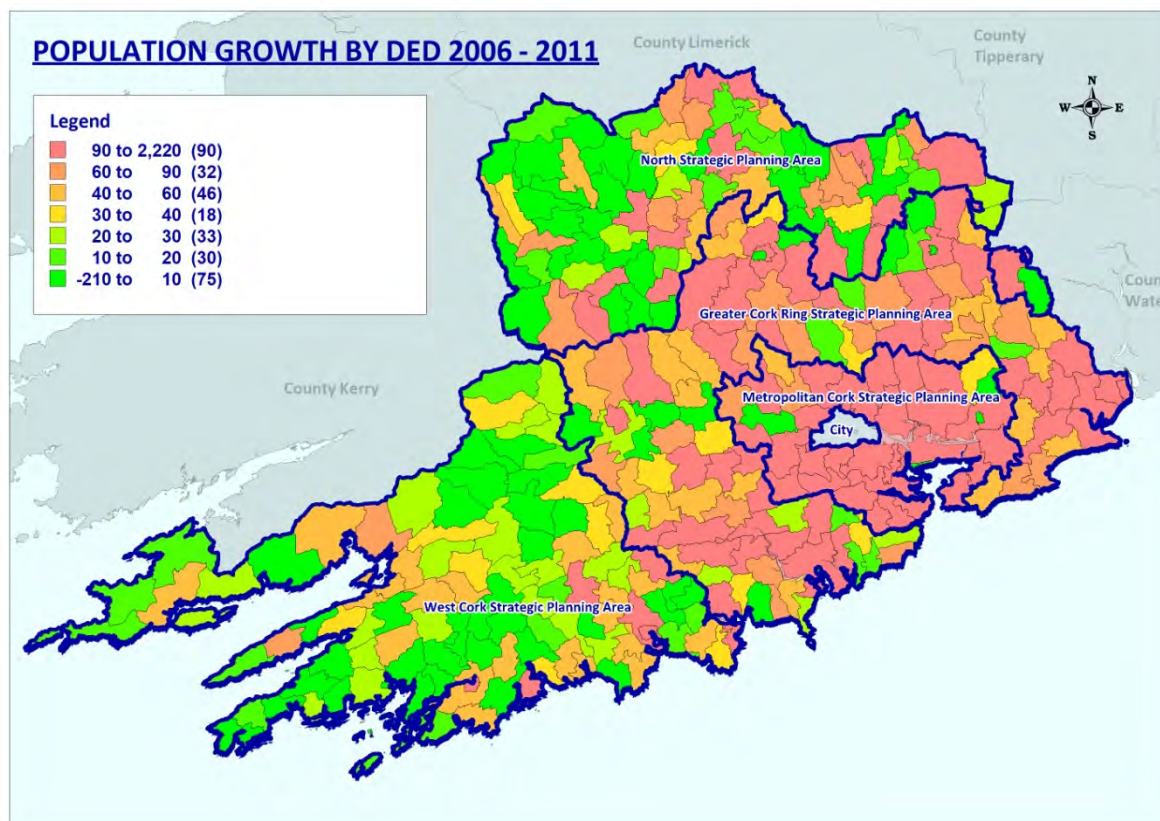 POPULATION GROWTH BY DED 2006 - 2011
County Limerick
County
Tipperary
N
W E
S
Legend
90 to 2,220 (90)
60 to 90 (32)
40 to 60 (46)
30 to 40 (18)
20 to 30 (33)
10 to 20 (30)
-210 to 10 (75)
North Strategic Planning Area
Coun
Wate
Greater Cork Ring Strategic Planning Area
County Kerry
Metropolitan Cork Strategic Planning Area
City
West Cork Strategic Planning Area